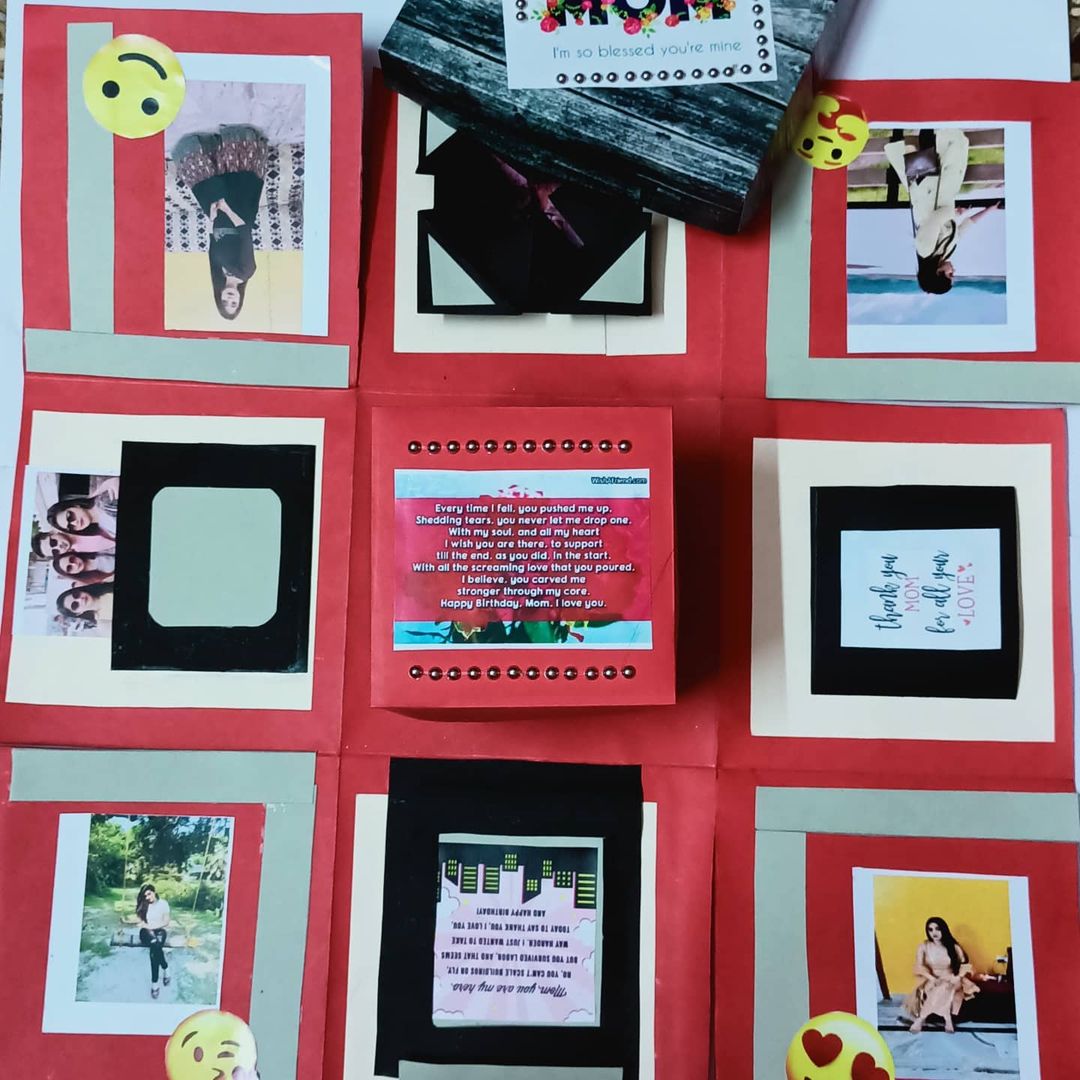 MOM
I'm so blessed you're mine
WishAFriend.com
Every time I fell, you pushed me up,
Shedding tears, you never let me drop one.
With my soul, and all my heart
I wish you are there, to support
till the end, as you did, in the start.
With all the screaming love that you poured,
I believe, you carved me
stronger through my core.
Happy Birthday, Mom, I love you.
thank you
MOM
for all your
LOVE
Mom, you are my hero.
NO, YOU CAN'T SCALE BUILDINGS OR FLY,
BUT YOU SURVIVED LABOR, AND THAT SEEMS
WAY HARDER. I JUST WANTED TO TAKE
TODAY TO SAY THANK YOU, I LOVE YOU,
AND HAPPY BIRTHDAY!